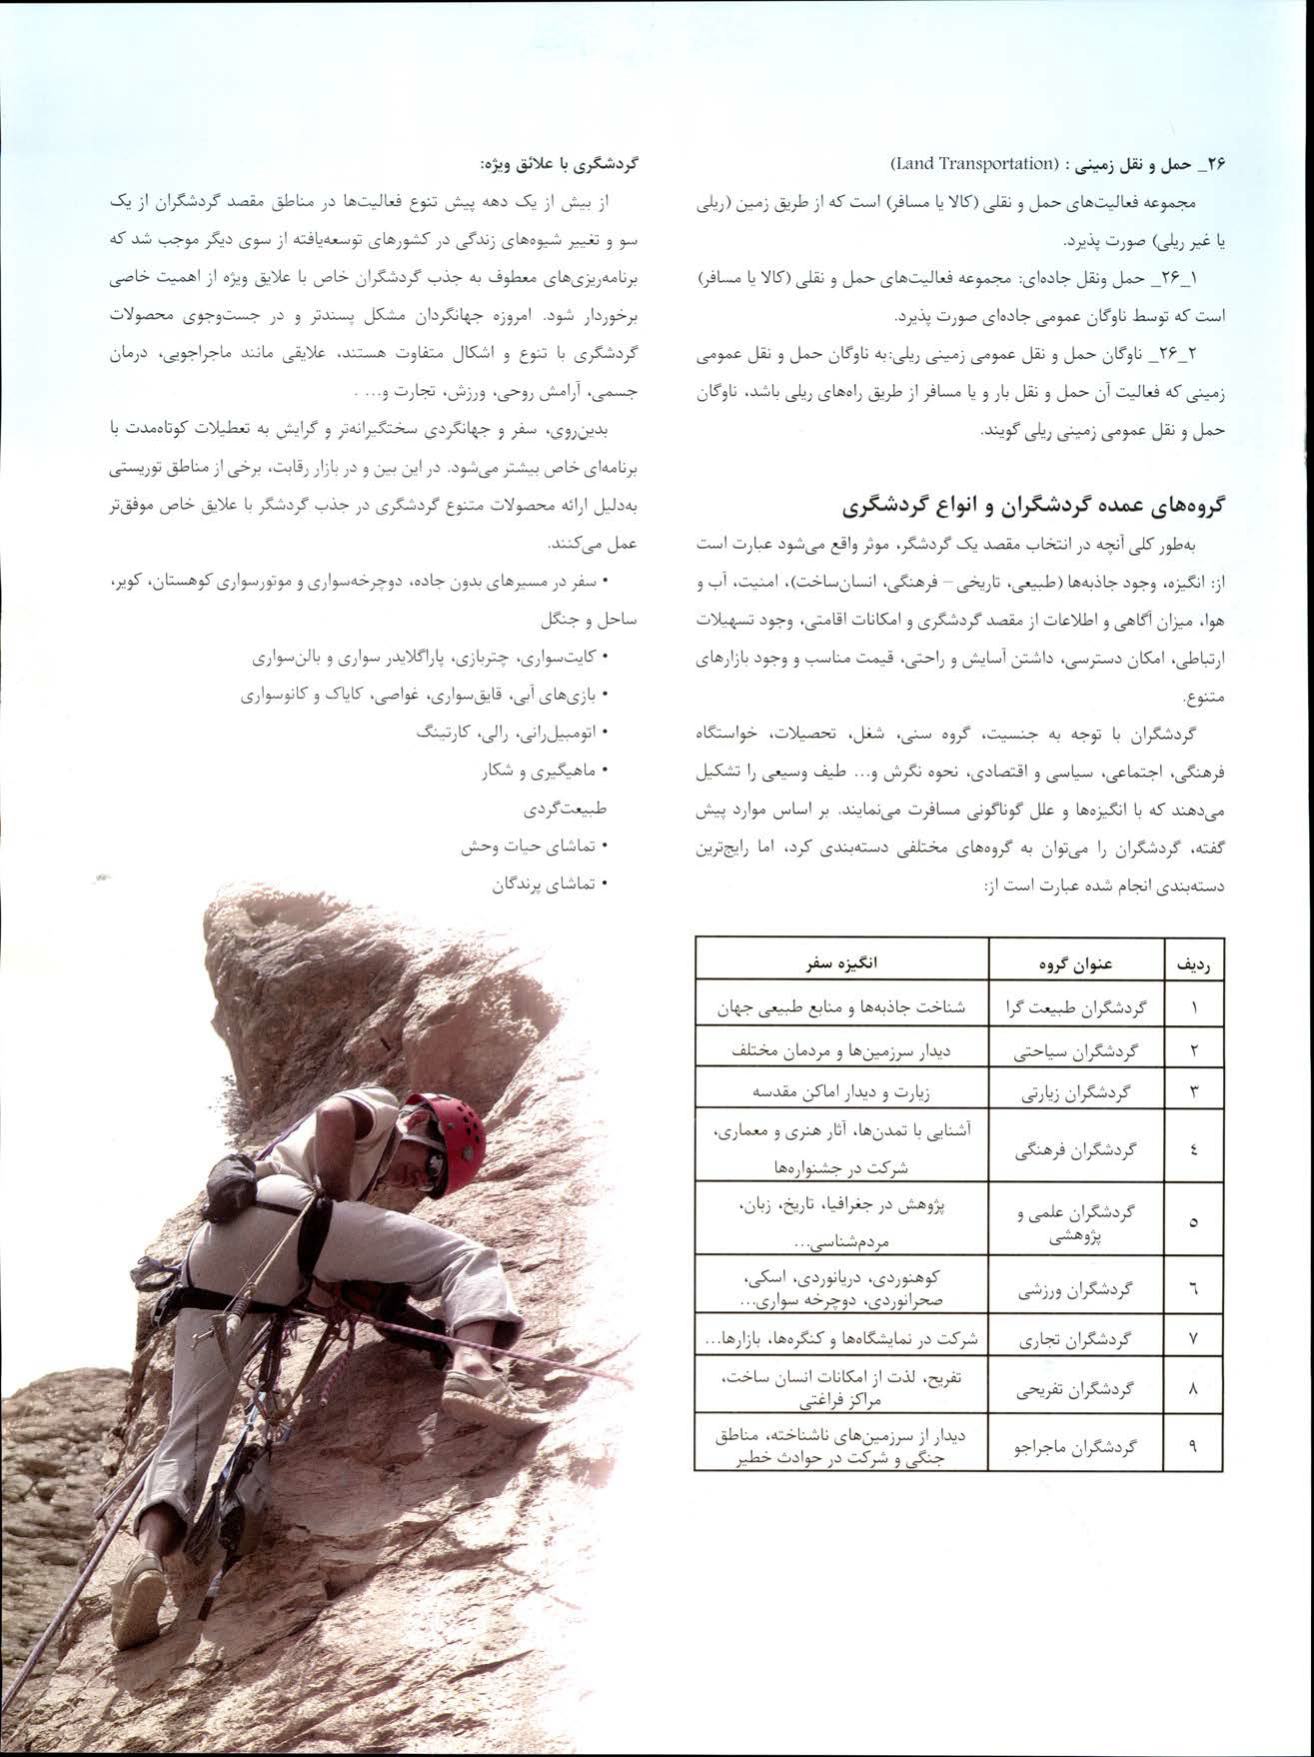 ۲۶_ حمل و نقل زمینی : (Land Transportation)
مجموعه فعالیت‌های حمل و نقلی (کالا یا مسافر) است که از طریق زمین (ریلی
یا غیر ریلی) صورت پذیرد.
۱_۲۶_ حمل ونقل جاده‌ای: مجموعه فعالیت‌های حمل و نقلی (کالا یا مسافر)
است که توسط ناوگان عمومی جاده‌ای صورت پذیرد.
۲_۲۶_ ناوگان حمل و نقل عمومی زمینی ریلی:به ناوگان حمل و نقل عمومی
زمینی که فعالیت آن حمل و نقل بار و یا مسافر از طریق راه‌های ریلی باشد، ناوگان
حمل و نقل عمومی زمینی ریلی گویند.
گروه‌های عمده گردشگران و انواع گردشگری
به‌طور کلی آنچه در انتخاب مقصد یک گردشگر، موثر واقع می‌شود عبارت است
از: انگیزه، وجود جاذبه‌ها (طبیعی، تاریخی – فرهنگی، انسان‌ساخت)، امنیت، آب و
هوا، میزان آگاهی و اطلاعات از مقصد گردشگری و امکانات اقامتی، وجود تسهیلات
ارتباطی، امکان دسترسی، داشتن آسایش و راحتی، قیمت مناسب و وجود بازارهای
متنوع.
گردشگران با توجه به جنسیت، گروه سنی، شغل، تحصیلات، خواستگاه
فرهنگی، اجتماعی، سیاسی و اقتصادی، نحوه نگرش و... طیف وسیعی را تشکیل
می‌دهند که با انگیزه‌ها و علل گوناگونی مسافرت می‌نمایند. بر اساس موارد پیش
گفته، گردشگران را می‌توان به گروه‌های مختلفی دسته‌بندی کرد، اما رایج‌ترین
دسته‌بندی انجام شده عبارت است از:
ردیف عنوان گروه انگیزه سفر
۱ گردشگران طبیعت گرا شناخت جاذبه‌ها و منابع طبیعی جهان
۲ گردشگران سیاحتی دیدار سرزمین‌ها و مردمان مختلف
۳ گردشگران زیارتی زیارت و دیدار اماکن مقدسه
٤ گردشگران فرهنگی آشنایی با تمدن‌ها، آثار هنری و معماری،
شرکت در جشنواره‌ها
٥ گردشگران علمی و
پژوهشی
پژوهش در جغرافیا، تاریخ، زبان،
مردم‌شناسی...
٦ گردشگران ورزشی کوهنوردی، دریانوردی، اسکی،
صحرانوردی، دوچرخه سواری...
۷ گردشگران تجاری شرکت در نمایشگاه‌ها و کنگره‌ها، بازارها...
۸ گردشگران تفریحی تفریح، لذت از امکانات انسان ساخت،
مراکز فراغتی
۹ گردشگران ماجراجو دیدار از سرزمین‌های ناشناخته، مناطق
جنگی و شرکت در حوادث خطیر
گردشگری با علائق ویژه:
از بیش از یک دهه پیش تنوع فعالیت‌ها در مناطق مقصد گردشگران از یک
سو و تغییر شیوه‌های زندگی در کشورهای توسعه‌یافته از سوی دیگر موجب شد که
برنامه‌ریزی‌های معطوف به جذب گردشگران خاص با علایق ویژه از اهمیت خاصی
برخوردار شود. امروزه جهانگردان مشکل پسندتر و در جست‌وجوی محصولات
گردشگری با تنوع و اشکال متفاوت هستند، علایقی مانند ماجراجویی، درمان
جسمی، آرامش روحی، ورزش، تجارت و... .
بدین‌روی، سفر و جهانگردی سختگیرانه‌تر و گرایش به تعطیلات کوتاه‌مدت با
برنامه‌ای خاص بیشتر می‌شود. در این بین و در بازار رقابت، برخی از مناطق توریستی
به‌دلیل ارائه محصولات متنوع گردشگری در جذب گردشگر با علایق خاص موفق‌تر
عمل می‌کنند.
• سفر در مسیرهای بدون جاده، دوچرخه‌سواری و موتورسواری کوهستان، کویر،
ساحل و جنگل
• کایت‌سواری، چتربازی، پاراگلایدر سواری و بالن‌سواری
• بازی‌های آبی، قایق‌سواری، غواصی، کایاک و کانوسواری
• اتومبیل‌رانی، رالی، کارتینگ
• ماهیگیری و شکار
طبیعت‌گردی
• تماشای حیات وحش
• تماشای پرندگان